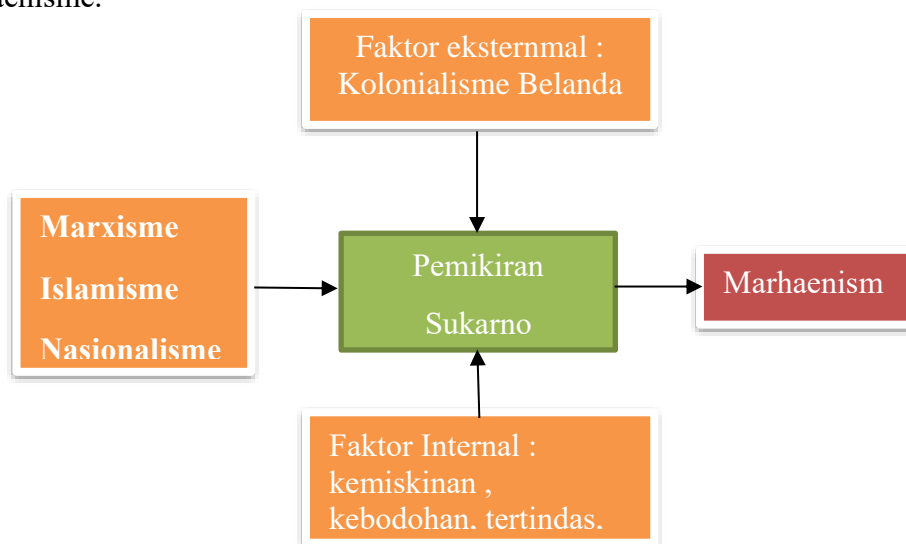 Faktor eksternmal :
Kolonialisme Belanda
Marxisme
Islamisme
Nasionalisme
Pemikiran
Sukarno
Marhaenism
Faktor Internal :
kemiskinan ,
kebodohan, tertindas.